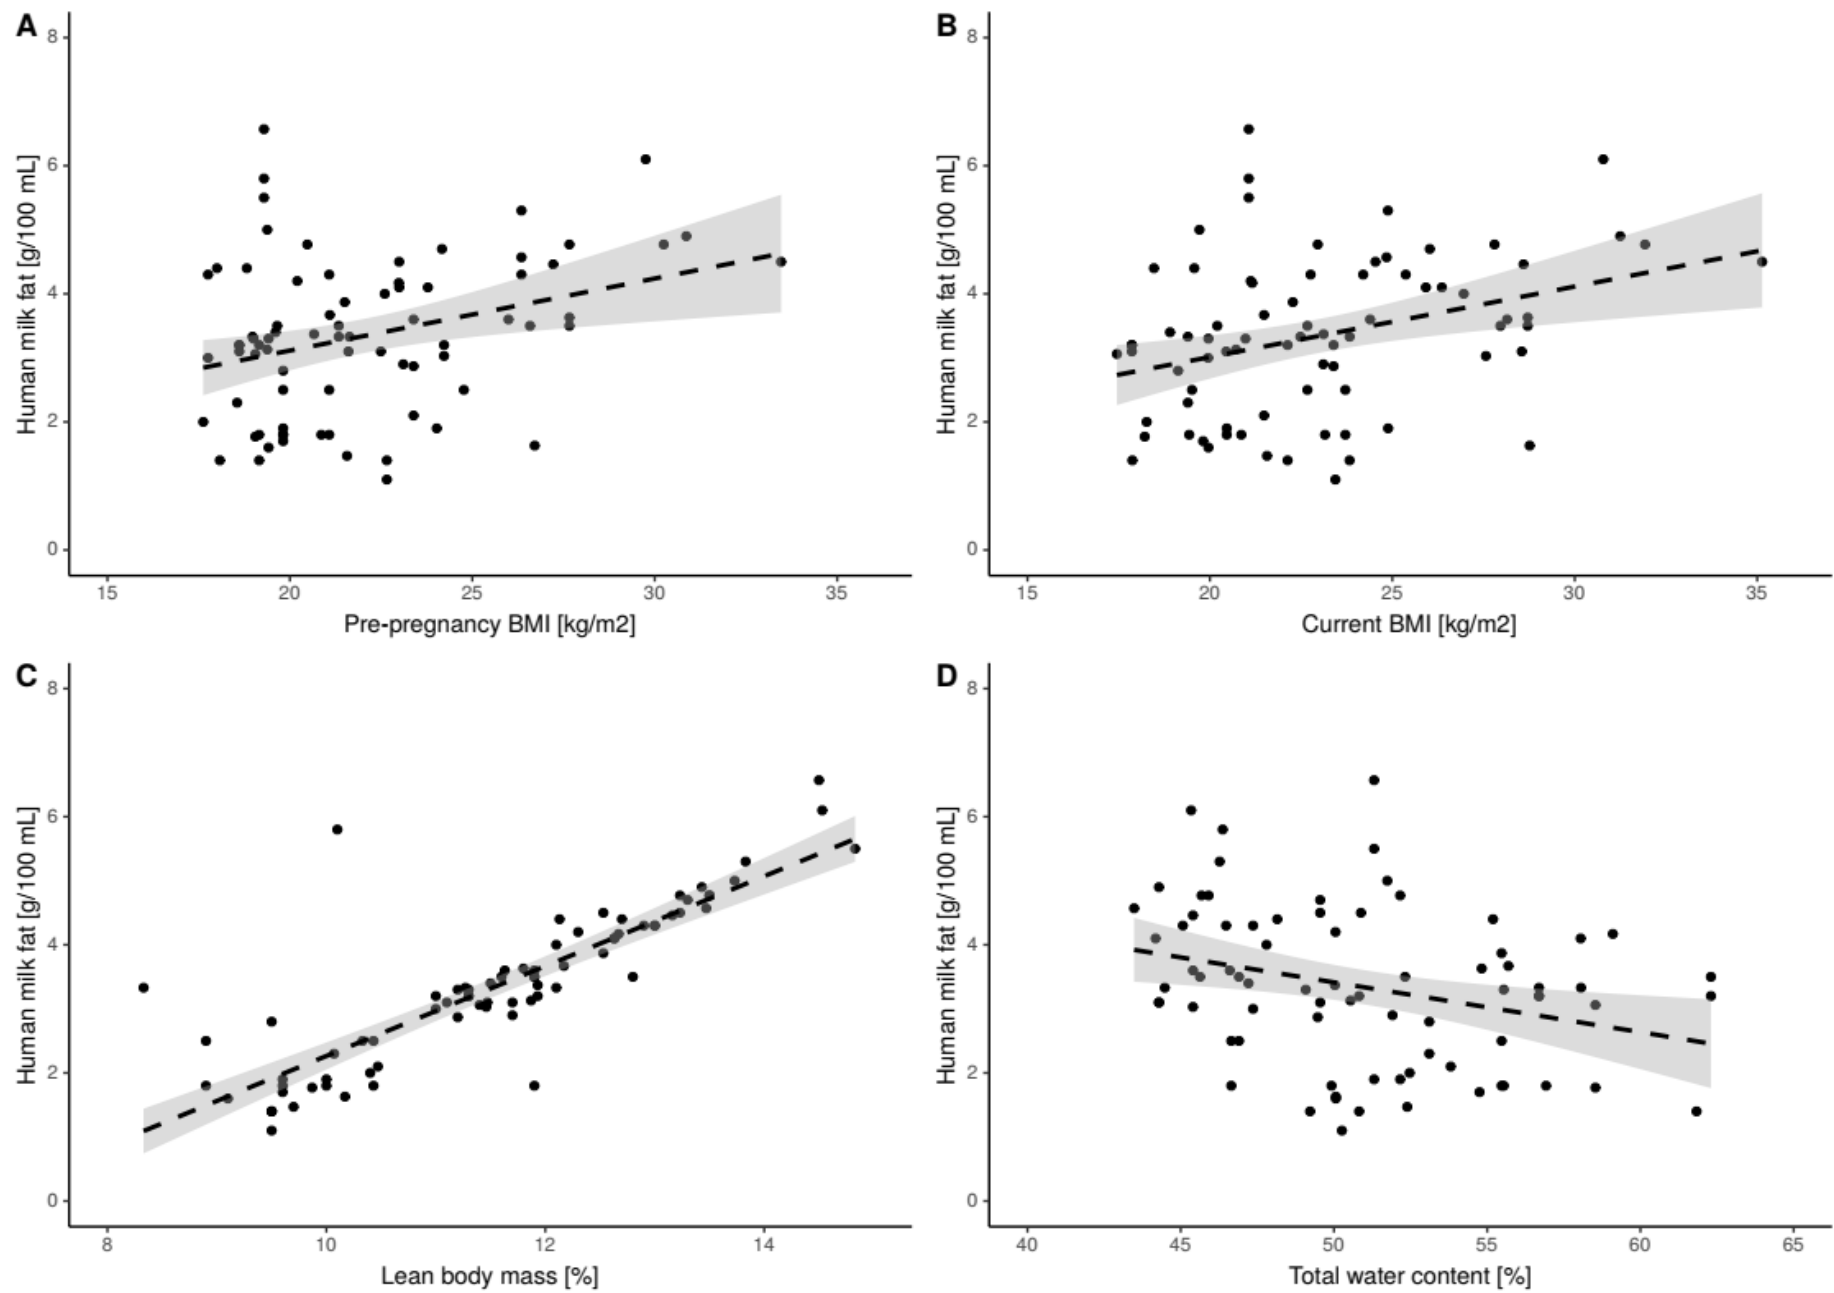 A
8
6
4
2
0
Human milk fat [g/100 mL]
15 20 25 30 35
Pre-pregnancy BMI [kg/m2]
B
8
6
4
2
0
Human milk fat [g/100 mL]
15 20 25 30 35
Current BMI [kg/m2]
C
8
6
4
2
0
Human milk fat [g/100 mL]
8 10 12 14
Lean body mass [%]
D
8
6
4
2
0
Human milk fat [g/100 mL]
40 45 50 55 60 65
Total water content [%]